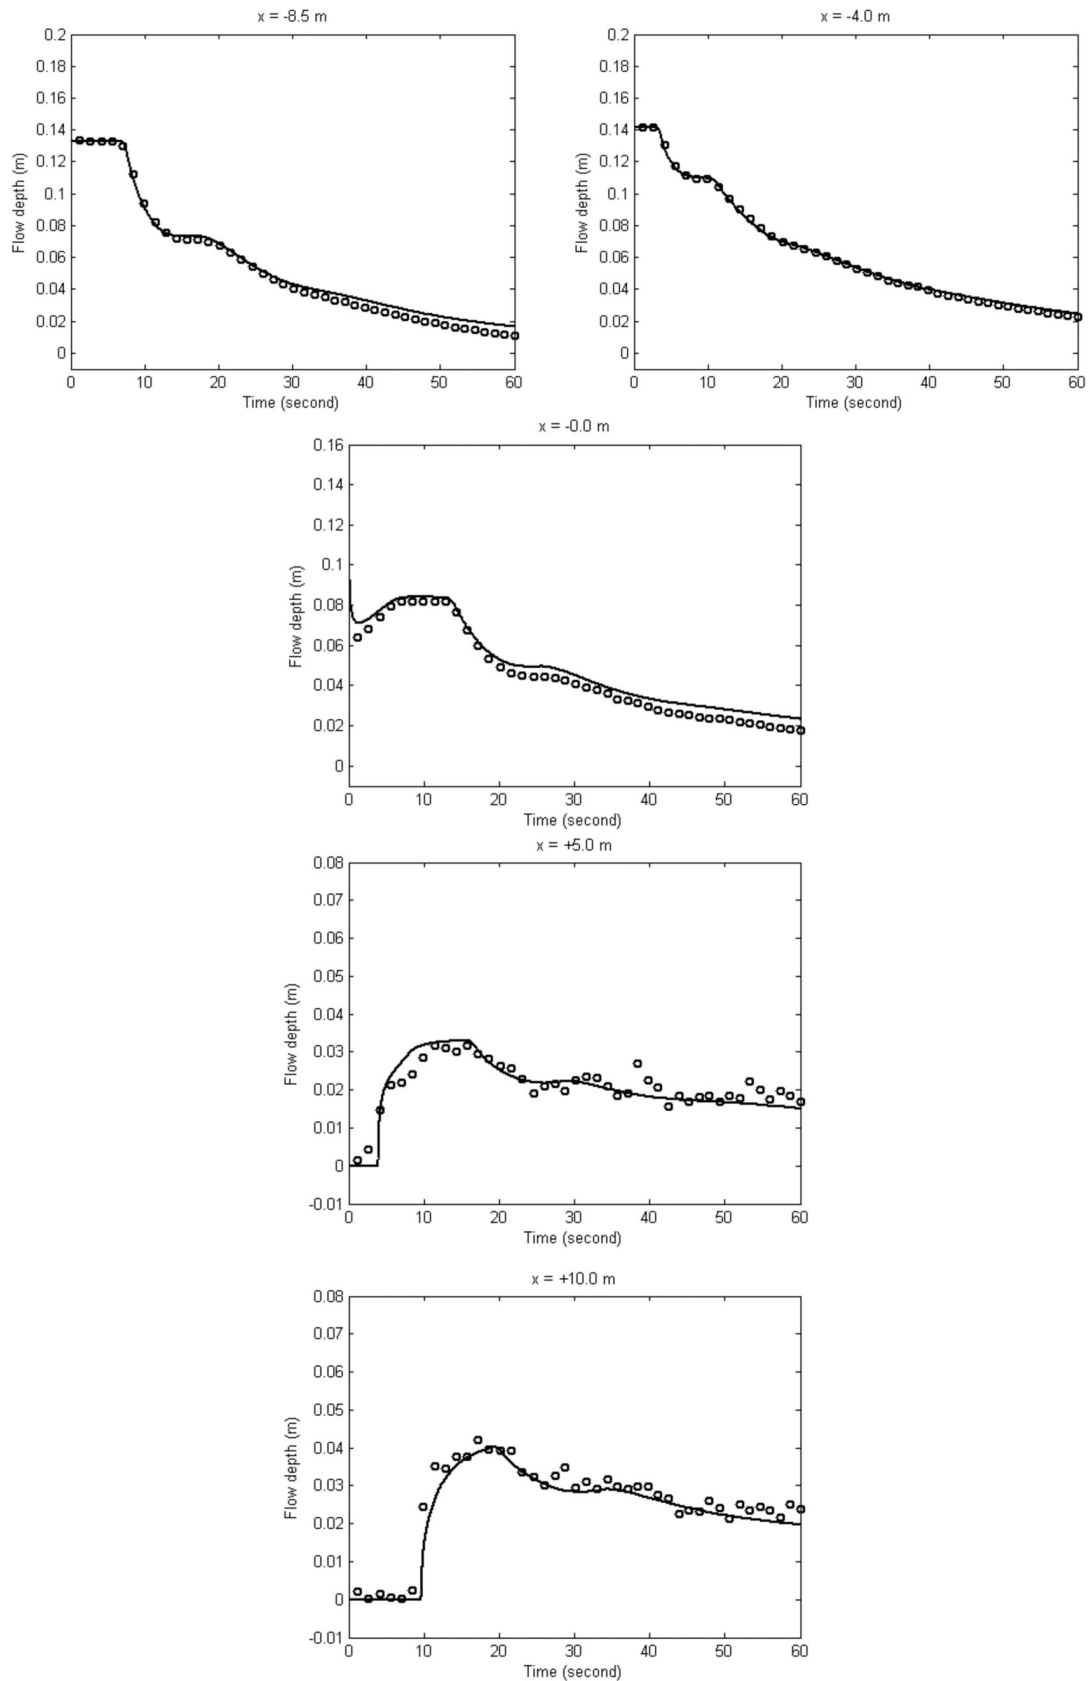 x = -8.5 m
0.2
0.18
0.16
0.14
0.12
0.1
0.08
0.06
0.04
0.02
0
Flow depth (m)
0 10 20 30 40 50 60
Time (second)
x = -4.0 m
0.2
0.18
0.16
0.14
0.12
0.1
0.08
0.06
0.04
0.02
0
Flow depth (m)
0 10 20 30 40 50 60
Time (second)
x = -0.0 m
0.16
0.14
0.12
0.1
0.08
0.06
0.04
0.02
0
Flow depth (m)
0 10 20 30 40 50 60
Time (second)
x = +5.0 m
0.08
0.07
0.06
0.05
0.04
0.03
0.02
0.01
0
-0.01
Flow depth (m)
0 10 20 30 40 50 60
Time (second)
x = +10.0 m
0.08
0.07
0.06
0.05
0.04
0.03
0.02
0.01
0
-0.01
Flow depth (m)
0 10 20 30 40 50 60
Time (second)